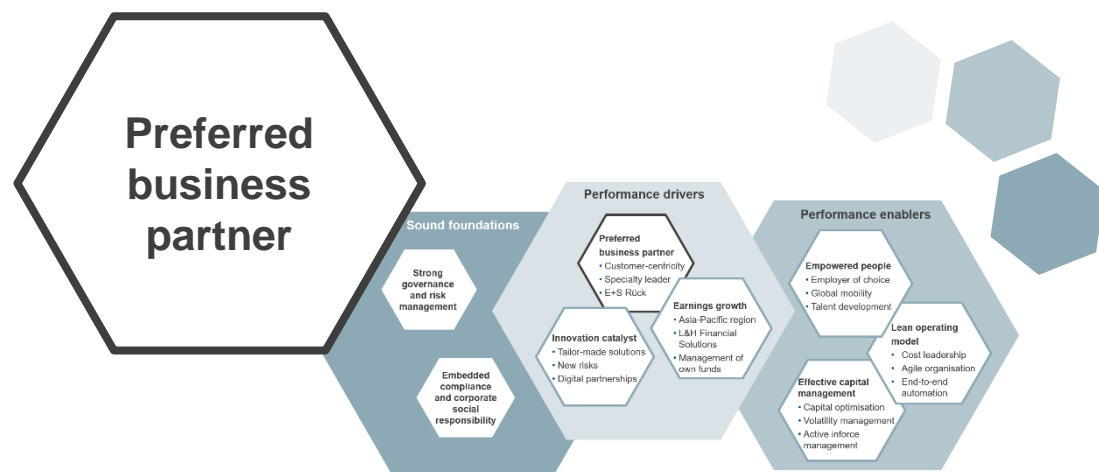 Preferred
business
partner
Sound foundations
Strong
governance
and risk
management
Embedded
compliance
and corporate
social
responsibility
Performance drivers
Preferred
business partner
• Customer-centricity
• Specialty leader
• E+S Rück
Earnings growth
• Asia-Pacific region
• L&H Financial
Solutions
• Management of
own funds
Innovation catalyst
• Tailor-made solutions
• New risks
• Digital partnerships
Performance enablers
Empowered people
• Employer of choice
• Global mobility
• Talent development
Lean operating
model
• Cost leadership
• Agile organisation
• End-to-end
automation
Effective capital
management
• Capital optimisation
• Volatility management
• Active inforce
management